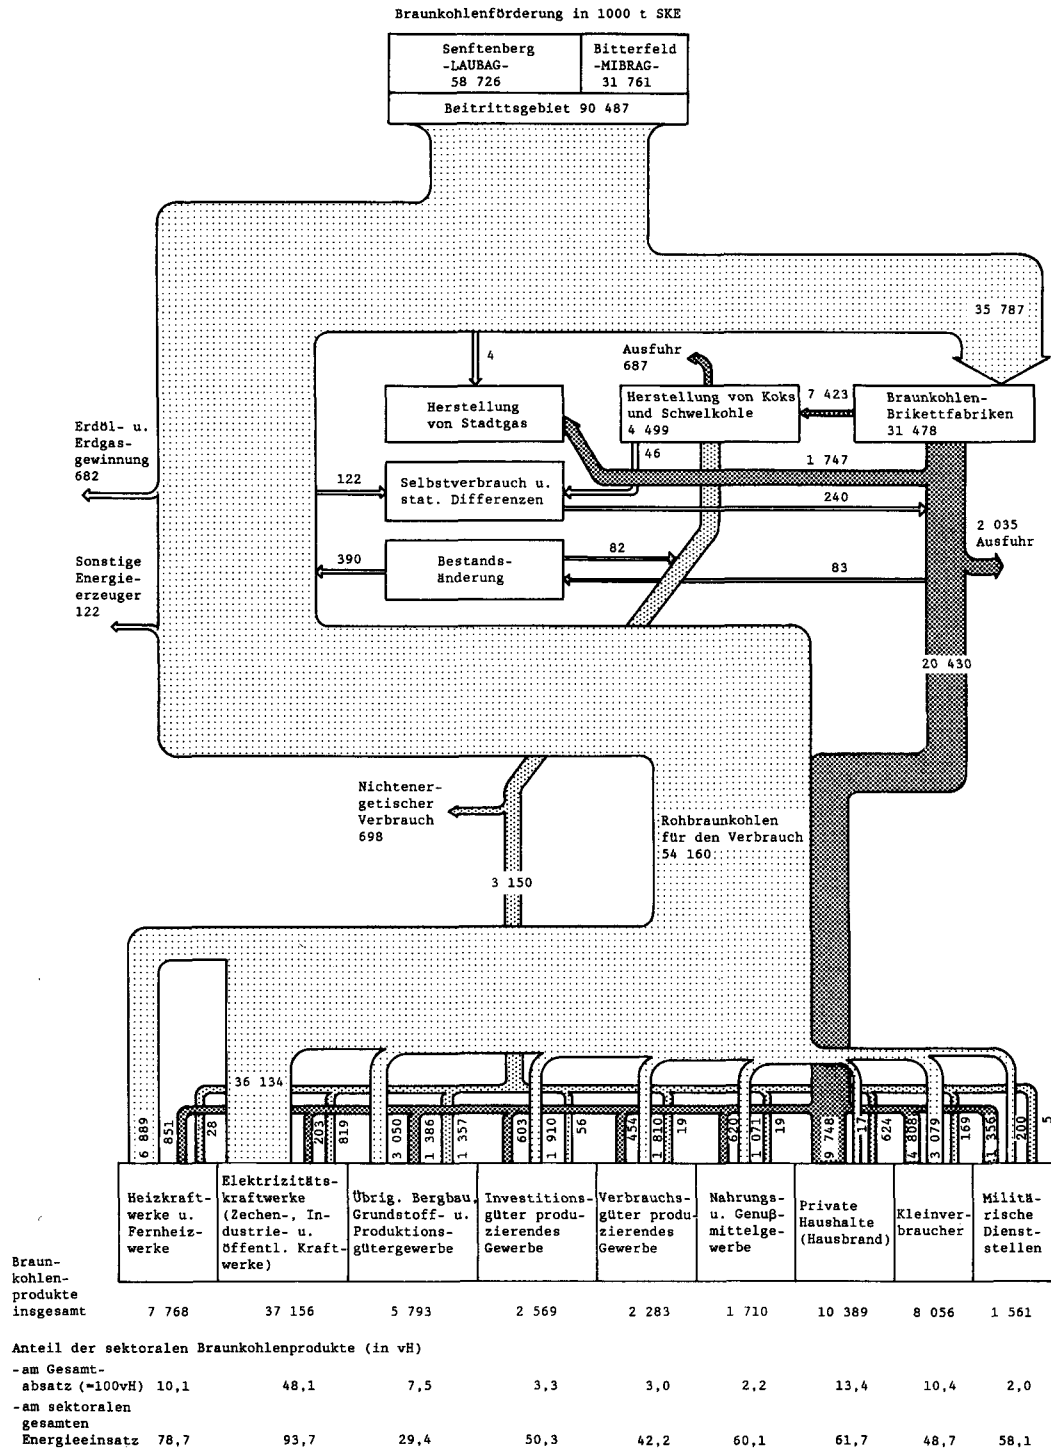 Braunkohlenförderung in 1000 t SKE
Senftenberg
-LAUBAG-
58 726
Bitterfeld
-MIBRAG-
31 761
Beitrittsgebiet 90 487
35 787
4
Ausfuhr
687
Herstellung
von Stadtgas
Herstellung von Koks
und Schwelkohle
4 499
7 423
Braunkohlen-
Brikettfabriken
31 478
Erdöl- u.
Erdgas-
gewinnung
682
46
1 747
122
Selbstverbrauch u.
stat. Differenzen
240
2 035
Ausfuhr
Sonstige
Energie-
erzeuger
122
390
Bestands-
änderung
82
83
20 430
Nichtener-
getischer
Verbrauch
698
Rohbraunkohlen
für den Verbrauch
54 160
3 150
36 134
6 889
851
28
203
819
3 050
1 386
1 357
603
1 910
56
454
1 810
19
620
1 071
19
9 748
17
624
4 808
3 079
169
1 356
200
5
Heizkraft-
werke u.
Fernheiz-
werke
Elektrizitäts-
kraftwerke
(Zechen-, In-
dustrie- u.
öffentl. Kraft-
werke)
Übrig. Bergbau,
Grundstoff- u.
Produktions-
gütergewerbe
Investitions-
güter produ-
zierendes
Gewerbe
Verbrauchs-
güter produ-
zierendes
Gewerbe
Nahrungs-
u. Genuß-
mittelge-
werbe
Private
Haushalte
(Hausbrand)
Kleinver-
braucher
Militä-
rische
Dienst-
stellen
Braun-
kohlen-
produkte
insgesamt 7 768 37 156 5 793 2 569 2 283 1 710 10 389 8 056 1 561
Anteil der sektoralen Braunkohlenprodukte (in vH)
-am Gesamt-
absatz (=100vH) 10,1 48,1 7,5 3,3 3,0 2,2 13,4 10,4 2,0
-am sektoralen
gesamten
Energieeinsatz 78,7 93,7 29,4 50,3 42,2 60,1 61,7 48,7 58,1